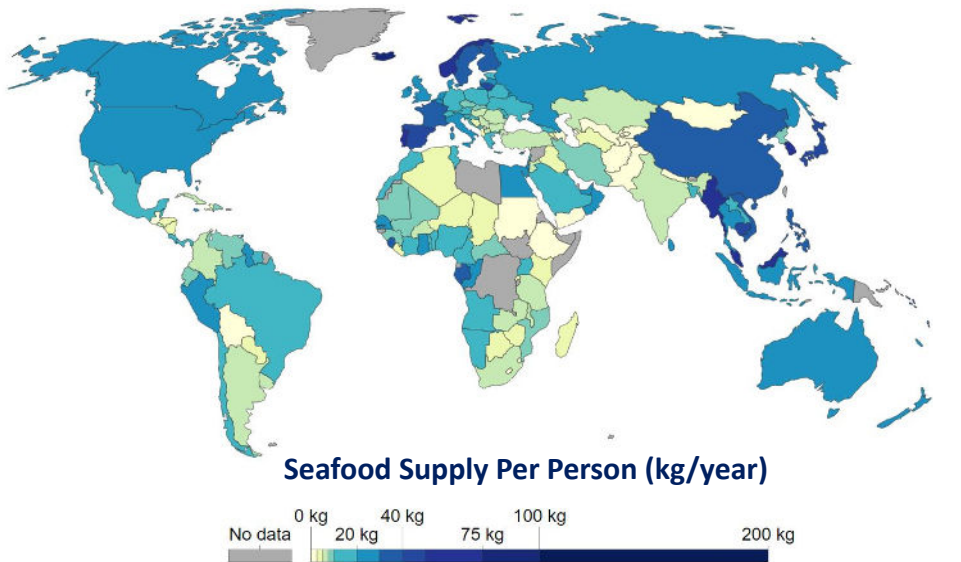 Seafood Supply Per Person (kg/year)
0 kg 40 kg 100 kg
No data 20 kg 75 kg 200 kg